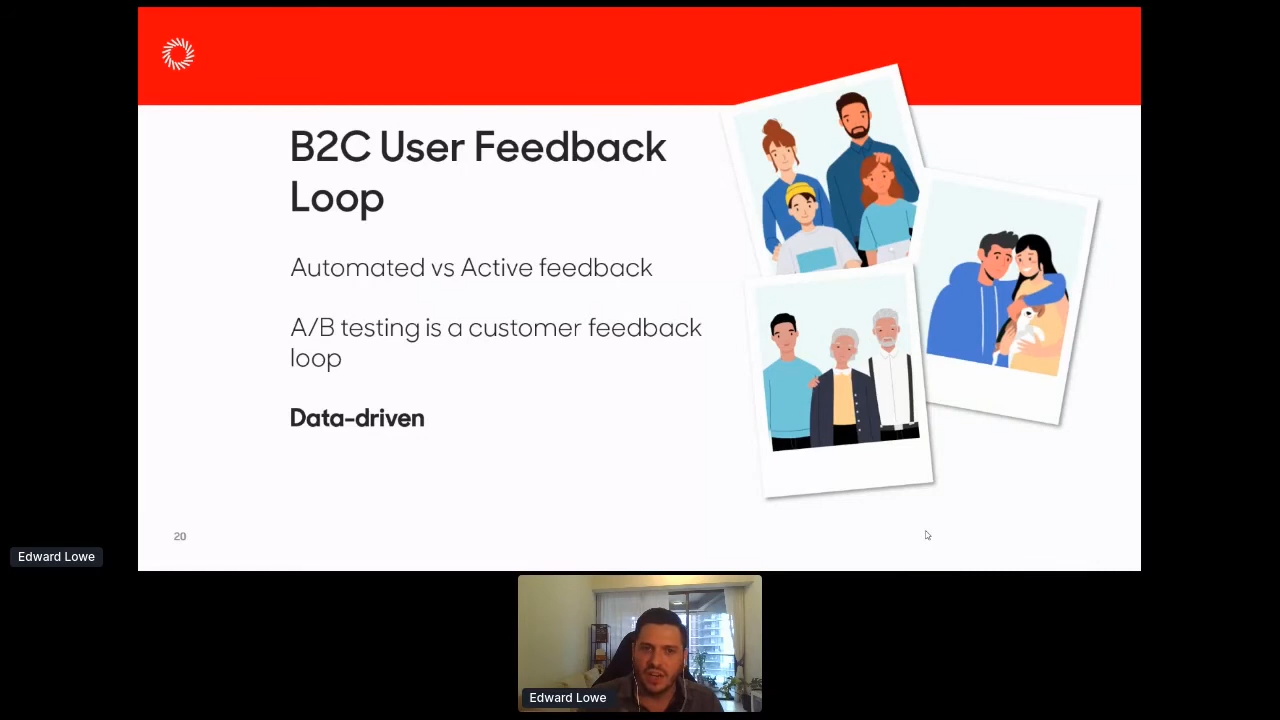 B2C User Feedback
Loop
Automated vs Active feedback
A/B testing is a customer feedback
loop
Data-driven
20
Edward Lowe
Edward Lowe